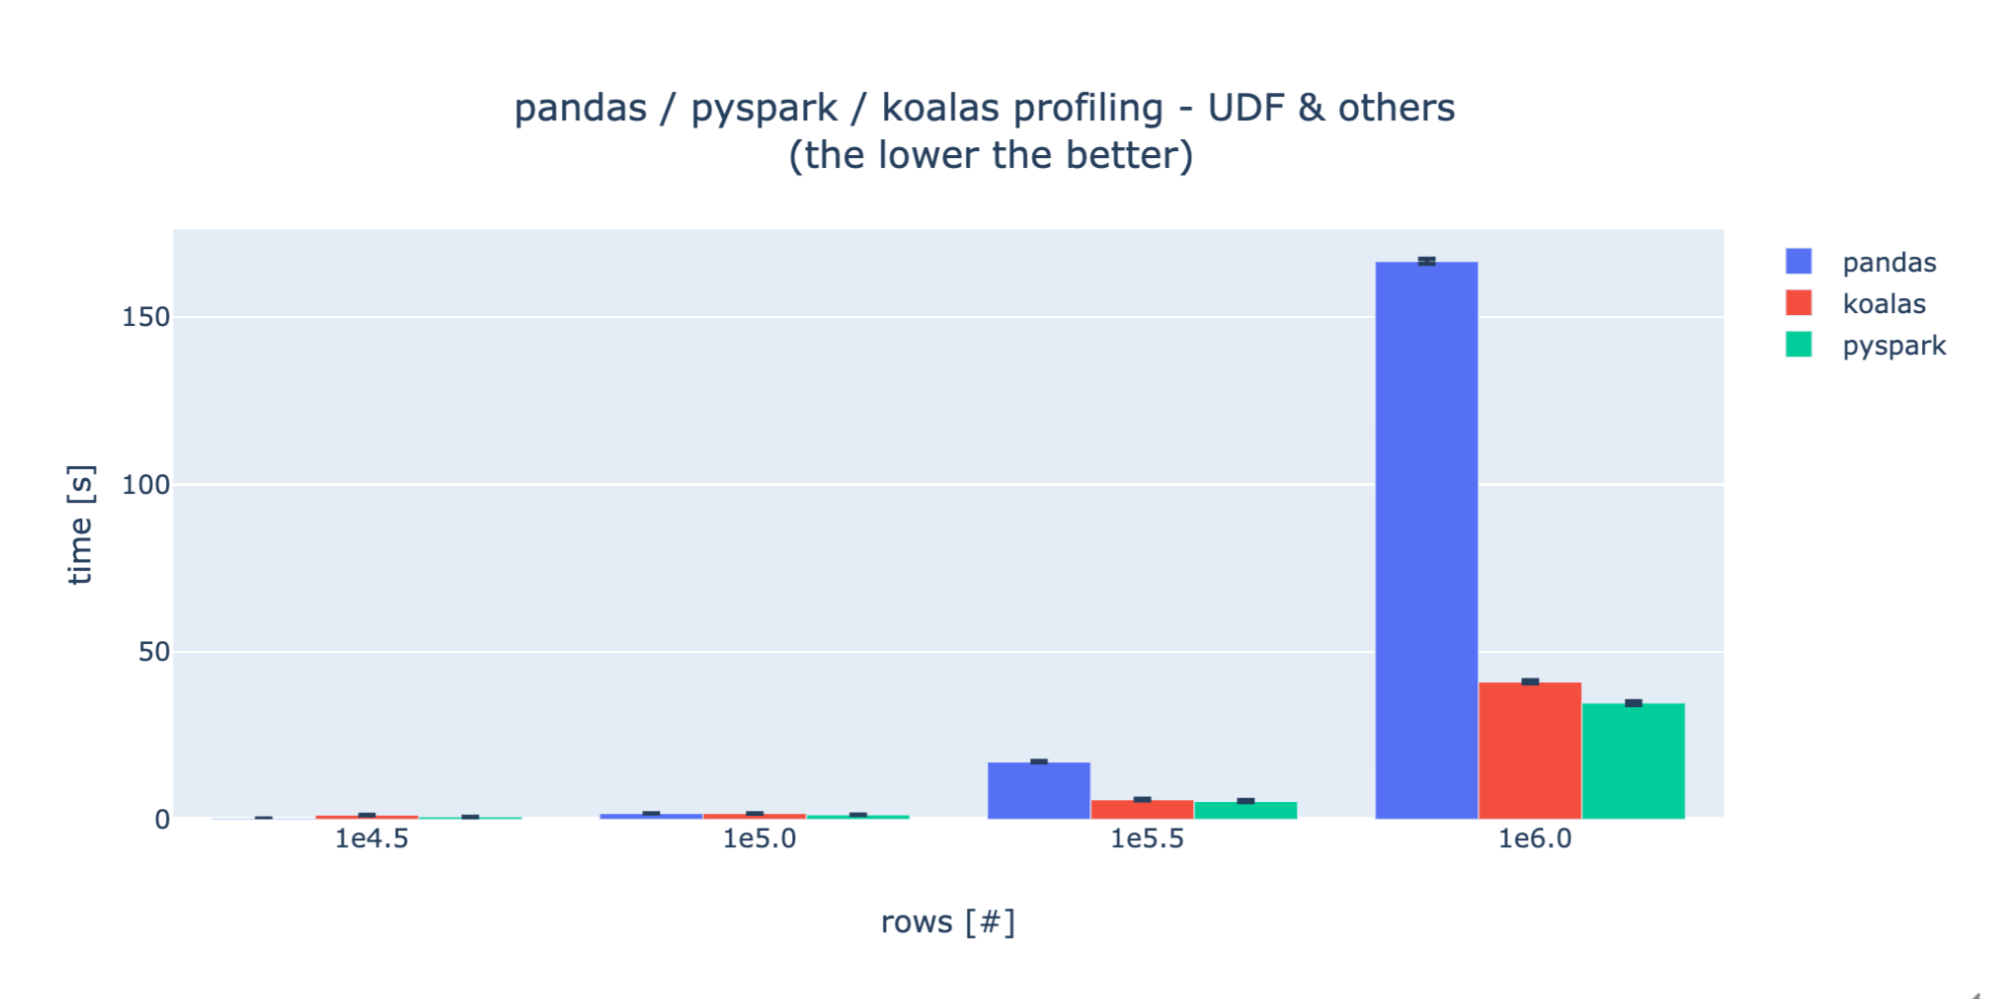 pandas / pyspark / koalas profiling - UDF & others
(the lower the better)
pandas
koalas
pyspark
150
100
50
0
time [s]
1e4.5
1e5.0
1e5.5
1e6.0
rows [#]